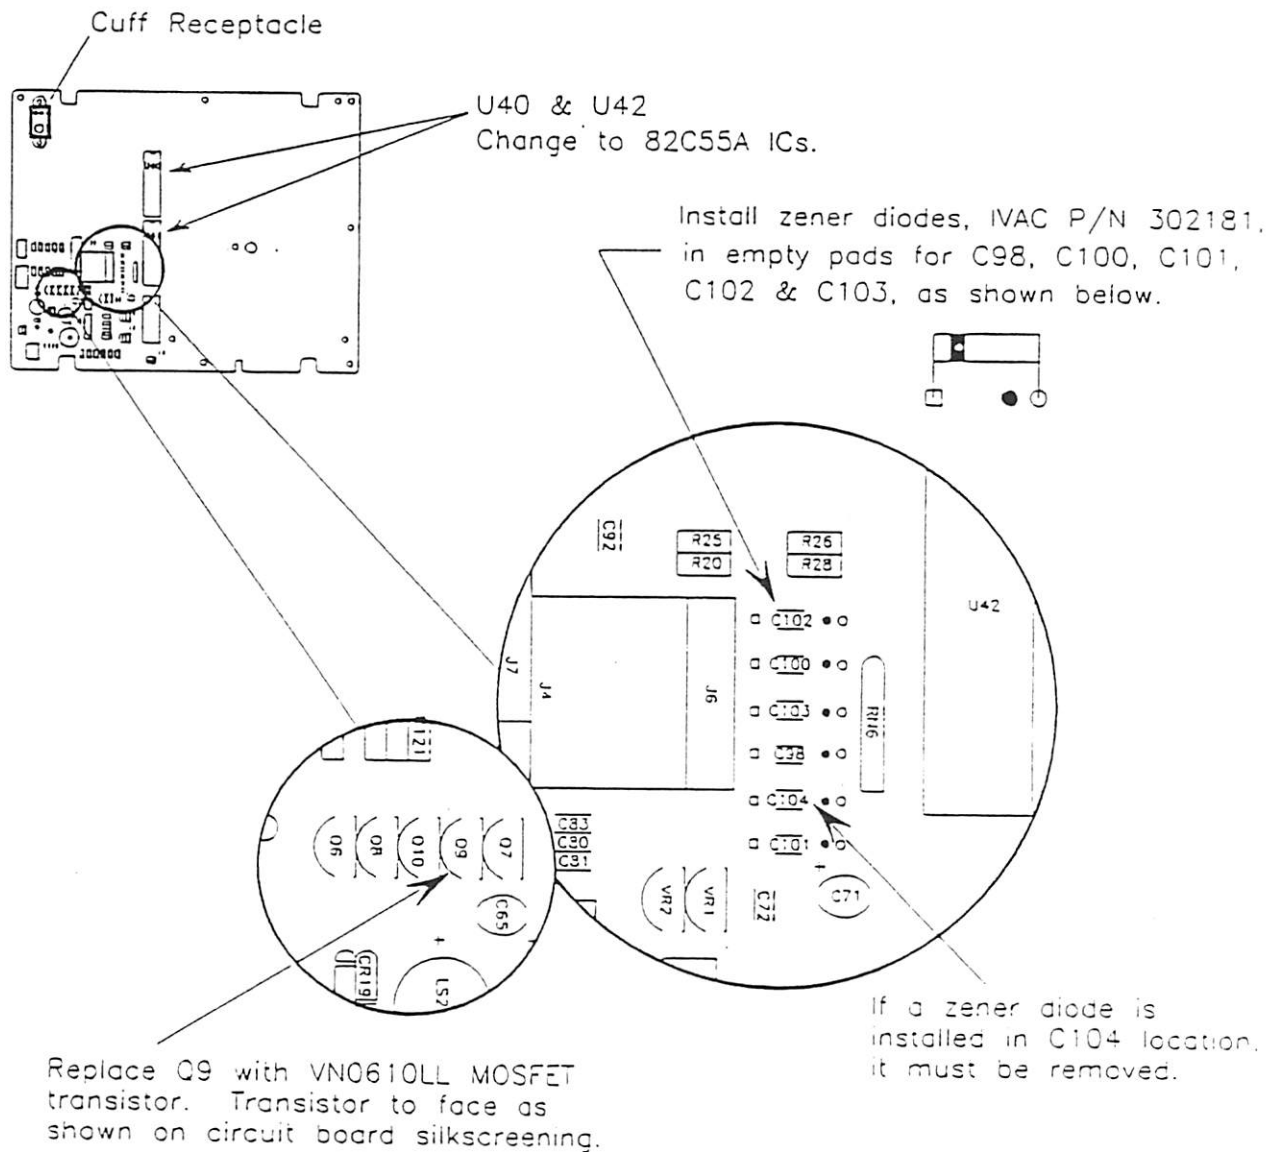 Cuff Receptacle
U40 & U42
Change to 82C55A ICs.
Install zener diodes, IVAC P/N 302181,
in empty pads for C98, C100, C101,
C102 & C103, as shown below.
C92
R25
R26
R20
R28
U42
C102
C100
C103
C98
C104
C101
J7
J4
J6
RN6
121
Q6
Q8
Q10
Q9
Q7
C83
C80
C81
C65
+
CR19
LS2
VR2
VR1
C72
+
C71
If a zener diode is
installed in C104 location,
it must be removed.
Replace Q9 with VN0610LL MOSFET
transistor. Transistor to face as
shown on circuit board silkscreening.